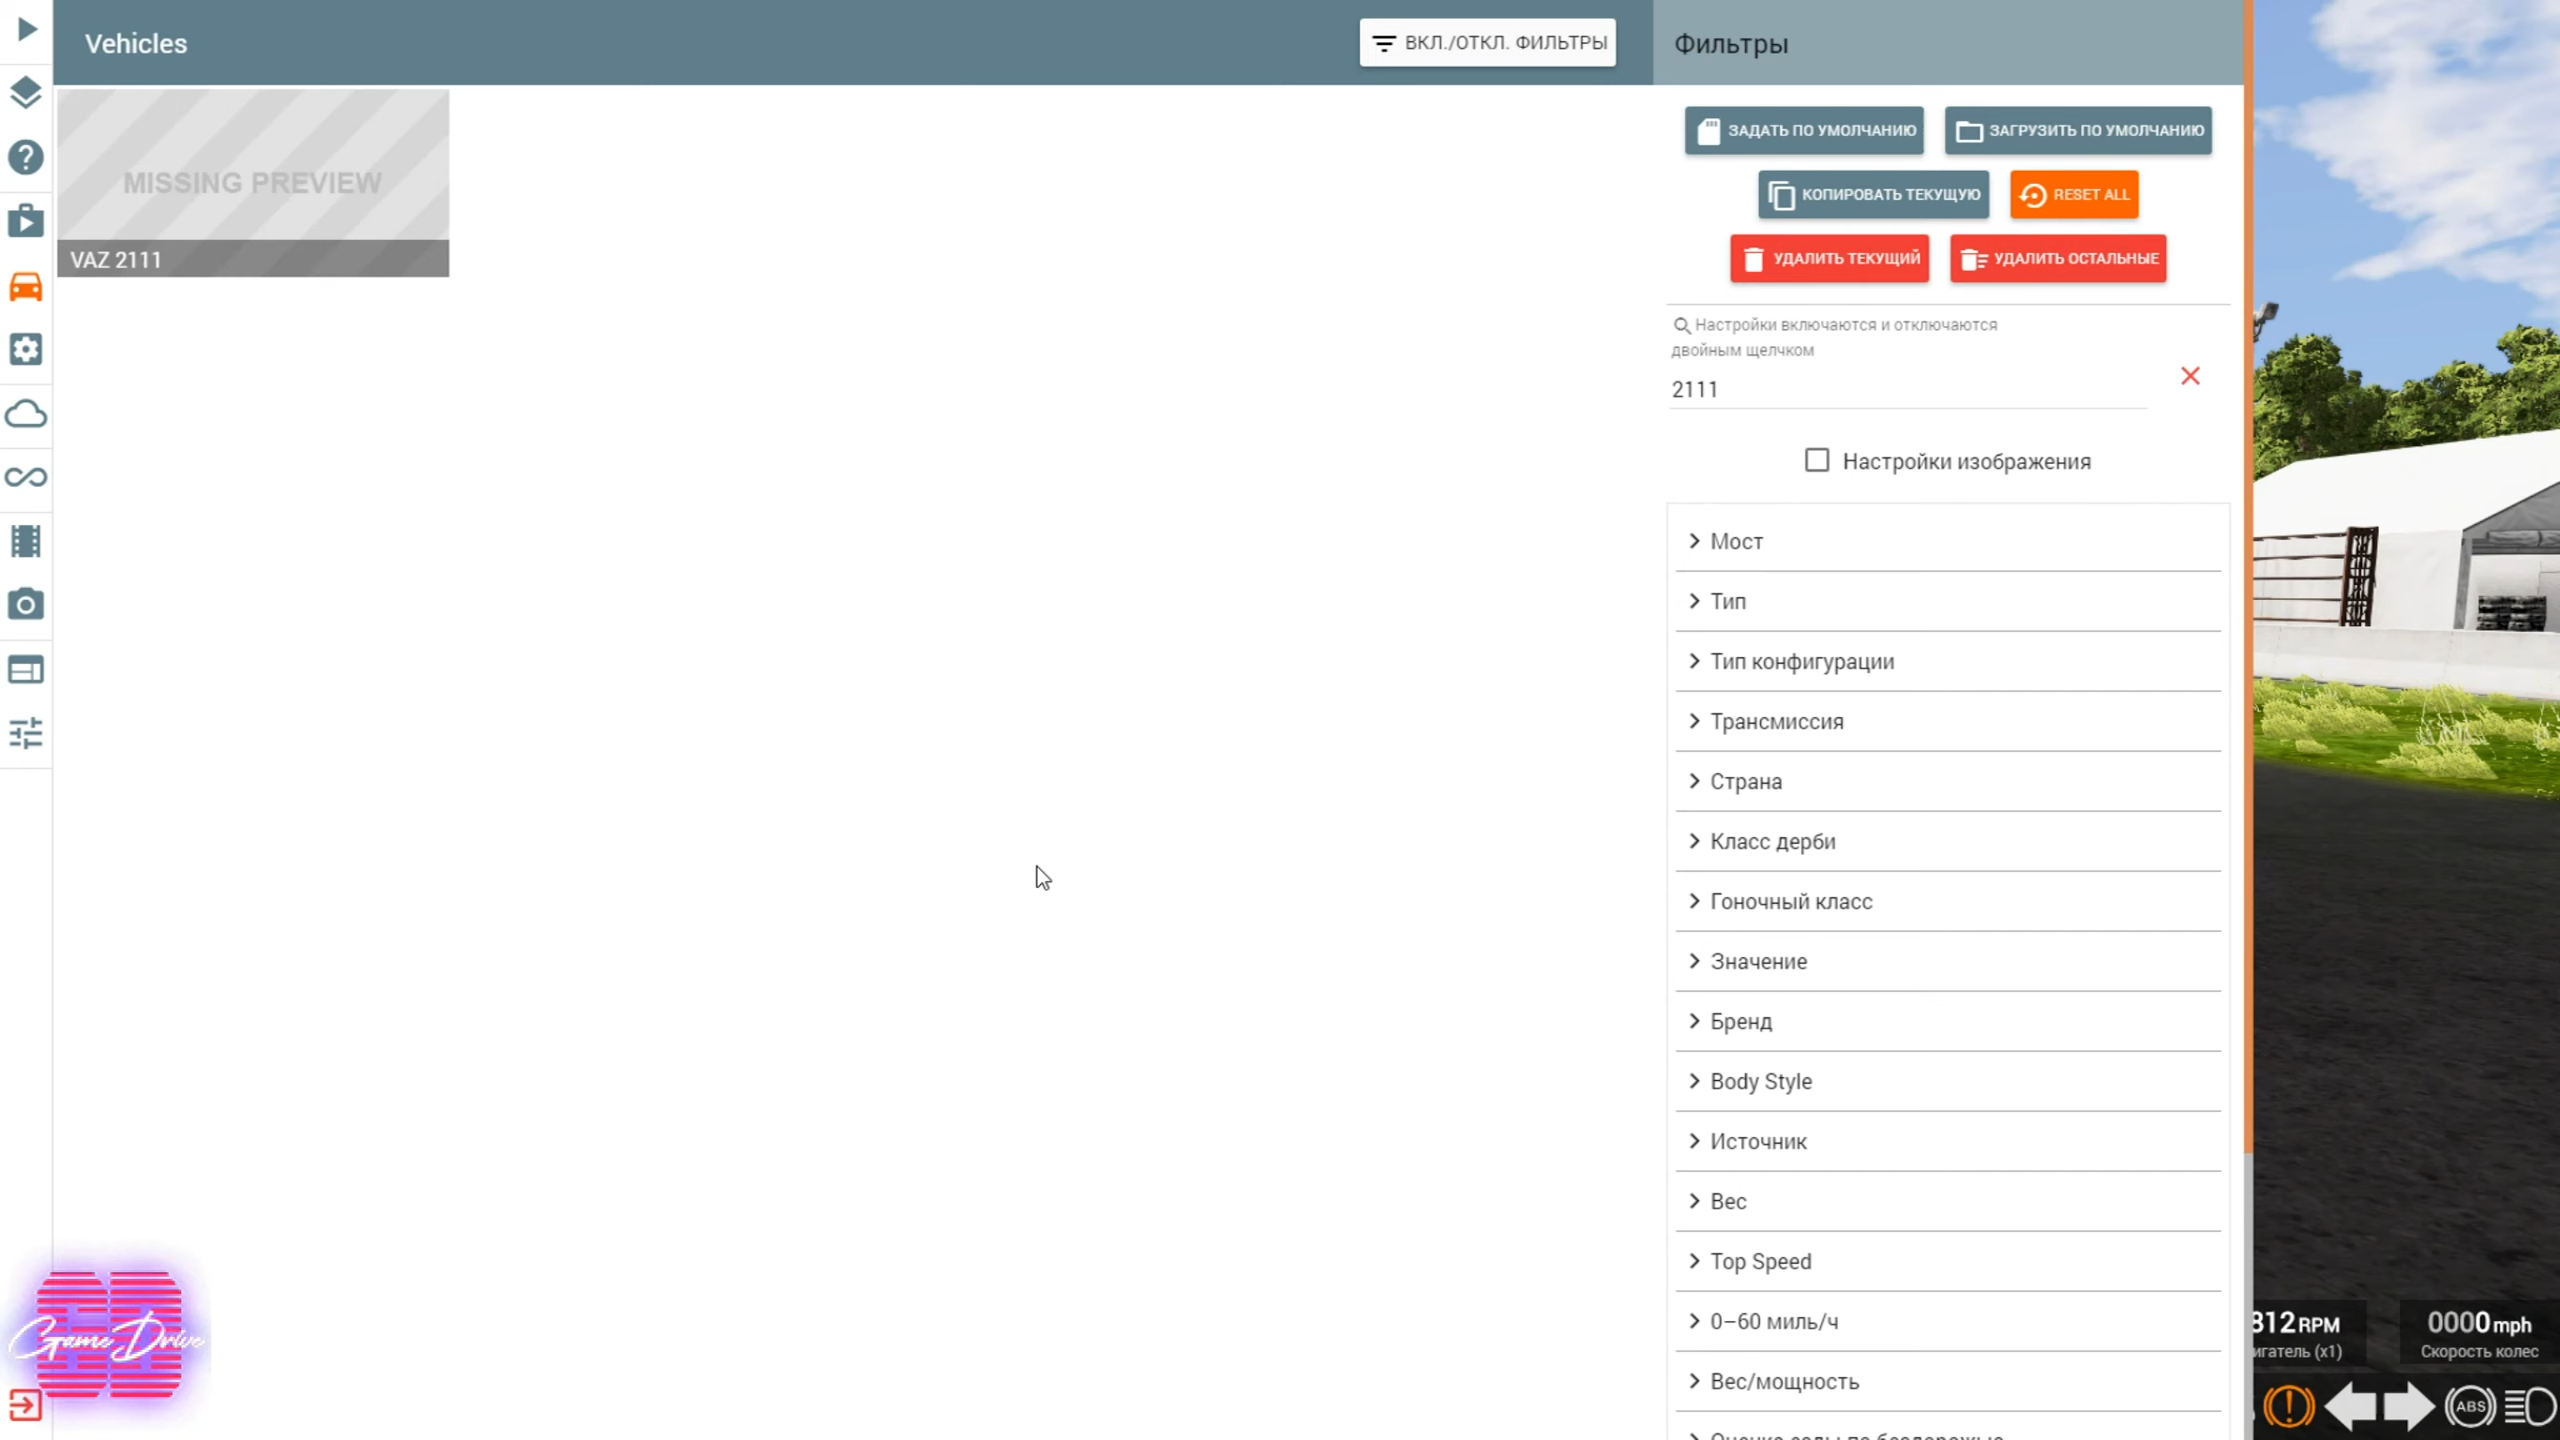 Vehicles
ВКЛ./ОТКЛ. ФИЛЬТРЫ
MISSING PREVIEW
VAZ 2111
Фильтры
ЗАДАТЬ ПО УМОЛЧАНИЮ
ЗАГРУЗИТЬ ПО УМОЛЧАНИЮ
КОПИРОВАТЬ ТЕКУЩУЮ
RESET ALL
УДАЛИТЬ ТЕКУЩИЙ
УДАЛИТЬ ОСТАЛЬНЫЕ
Настройки включаются и отключаются
двойным щелчком
2111
Настройки изображения
Мост
Тип
Тип конфигурации
Трансмиссия
Страна
Класс дерби
Гоночный класс
Значение
Бренд
Body Style
Источник
Вес
Top Speed
0–60 миль/ч
Вес/мощность
Game Drive
812 RPM
игатель (x1)
0000 mph
Скорость колес
ABS